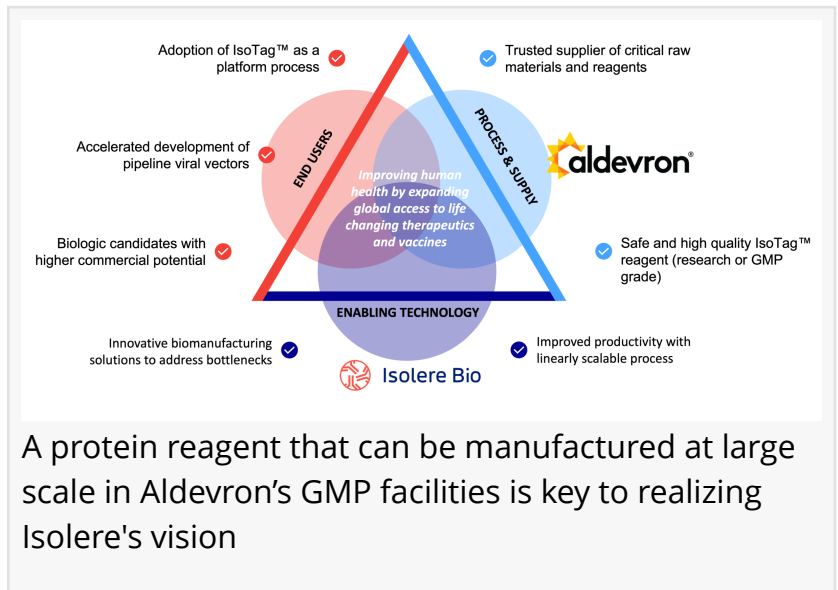 Adoption of IsoTag™ as a
platform process
Trusted supplier of critical raw
materials and reagents
Accelerated development of
pipeline viral vectors
END USERS
PROCESS & SUPPLY
aldevron®
Improving human
health by expanding
global access to life
changing therapeutics
and vaccines
Biologic candidates with
higher commercial potential
Safe and high quality IsoTag™
reagent (research or GMP
grade)
ENABLING TECHNOLOGY
Innovative biomanufacturing
solutions to address bottlenecks
Improved productivity with
linearly scalable process
Isolere Bio
A protein reagent that can be manufactured at large
scale in Aldevron’s GMP facilities is key to realizing
Isolere's vision